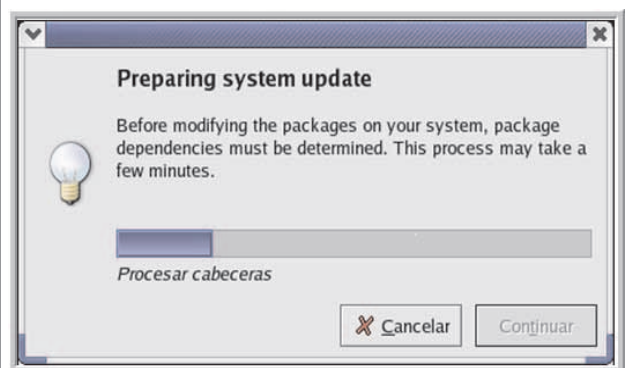 Preparing system update
Before modifying the packages on your system, package
dependencies must be determined. This process may take a
few minutes.
Procesar cabeceras
Cancelar
Continuar